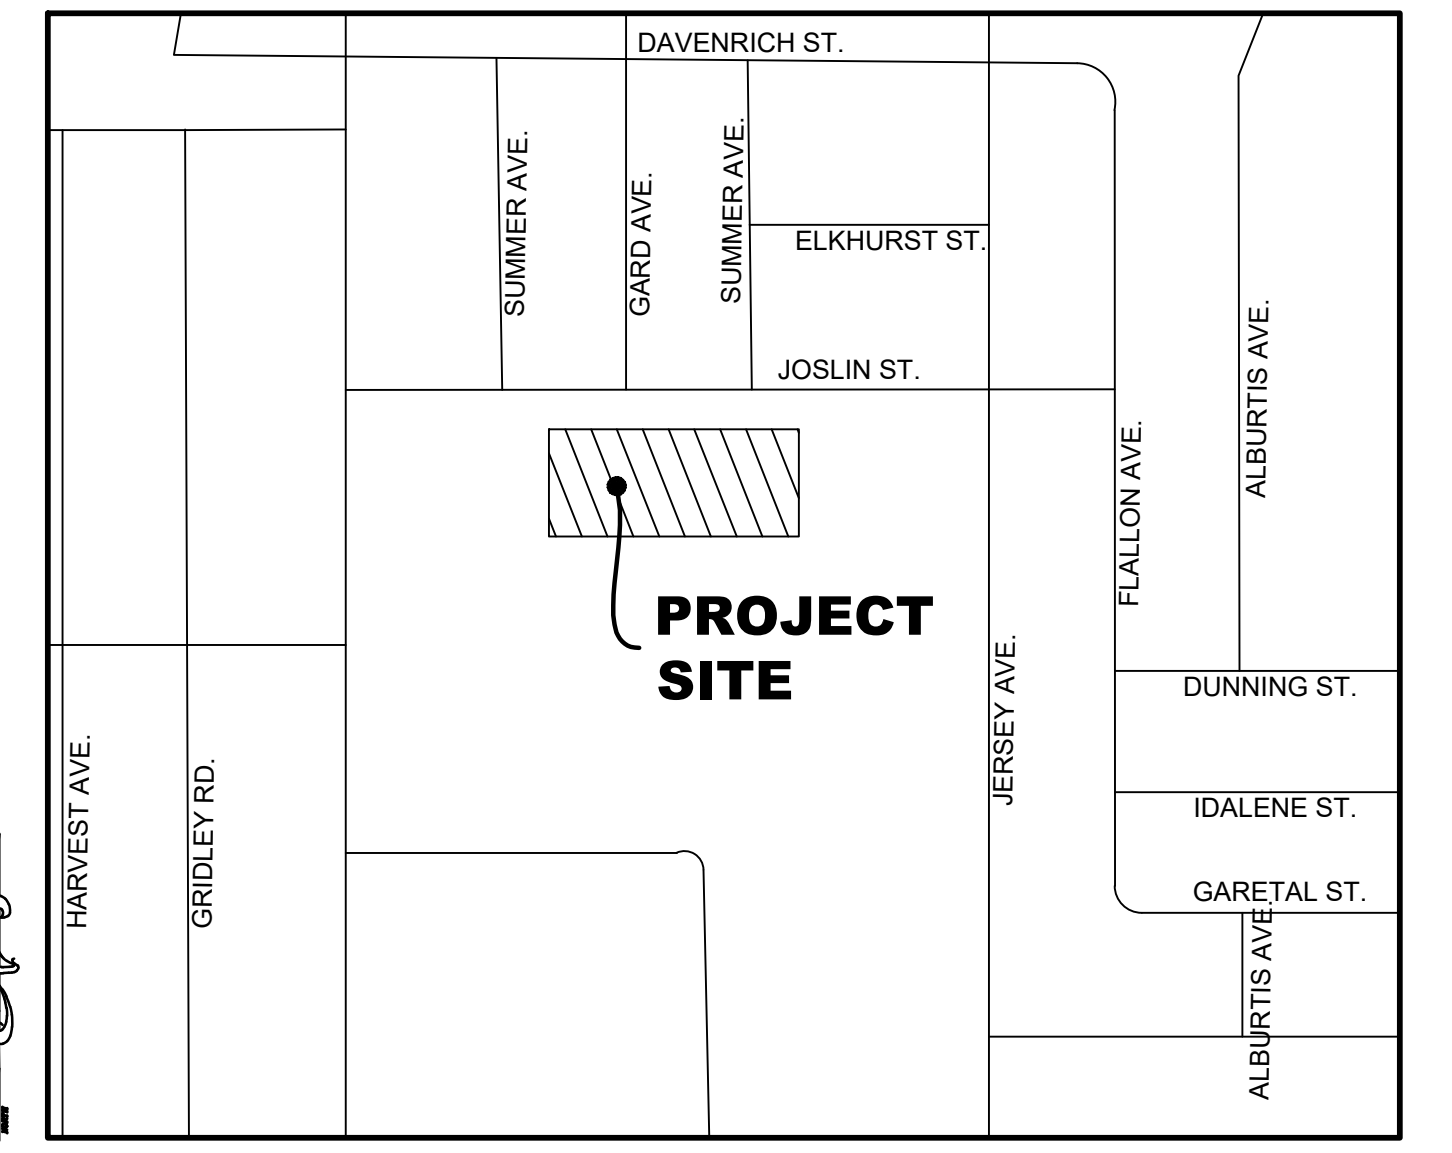 DAVENRICH ST.
SUMMER AVE.
GARD AVE.
SUMMER AVE.
ELKHURST ST.
JOSLIN ST.
ALBURTIS AVE.
FLALLON AVE.
PROJECT
SITE
JERSEY AVE.
DUNNING ST.
HARVEST AVE.
GRIDLEY RD.
IDALENE ST.
GARETAL ST.
ALBURTIS AVE.